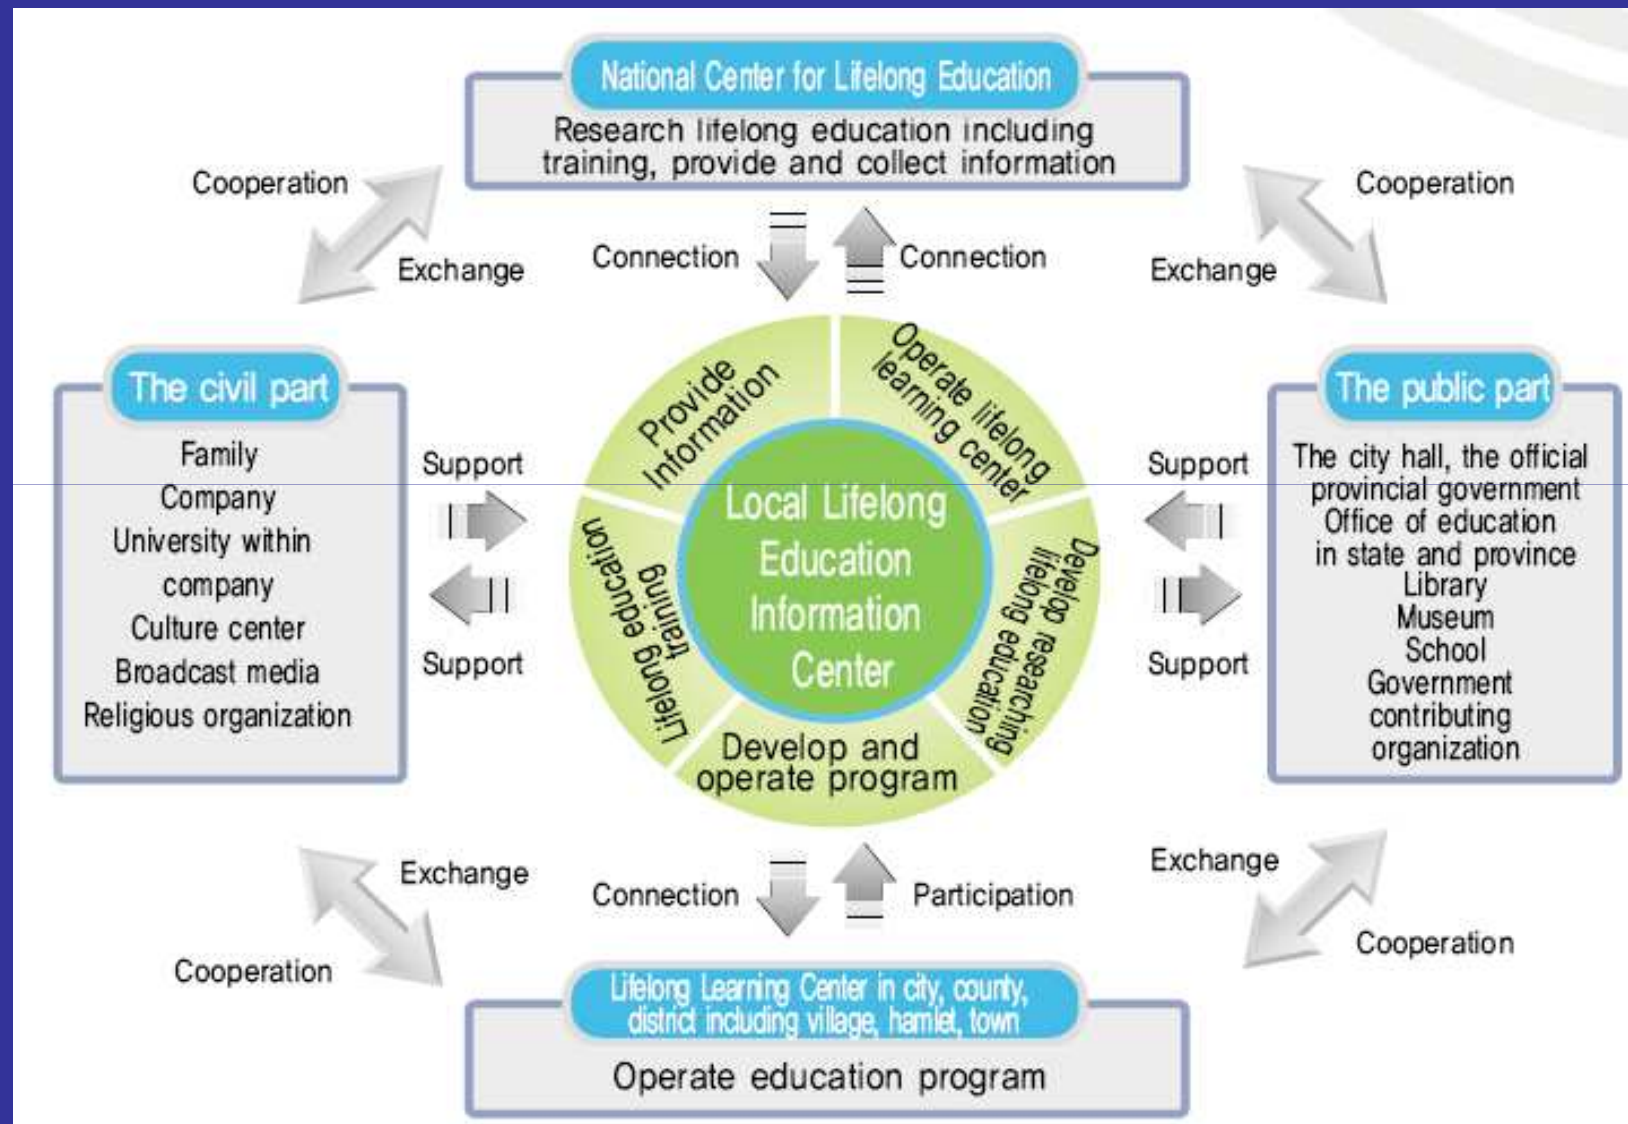 National Center for Lifelong Education
Research lifelong education including
training, provide and collect information
Cooperation
Exchange
Connection
Connection
Cooperation
Exchange
The civil part
Family
Company
University within
company
Culture center
Broadcast media
Religious organization
Support
Support
Provide
Information
Operate lifelong
learning center
Lifelong education
training
Develop researching
lifelong education
Develop and
operate program
Local Lifelong
Education
Information
Center
Support
Support
The public part
The city hall, the official
provincial government
Office of education
in state and province
Library
Museum
School
Government
contributing
organization
Exchange
Cooperation
Connection
Participation
Exchange
Cooperation
Lifelong Learning Center in city, county,
district including village, hamlet, town
Operate education program